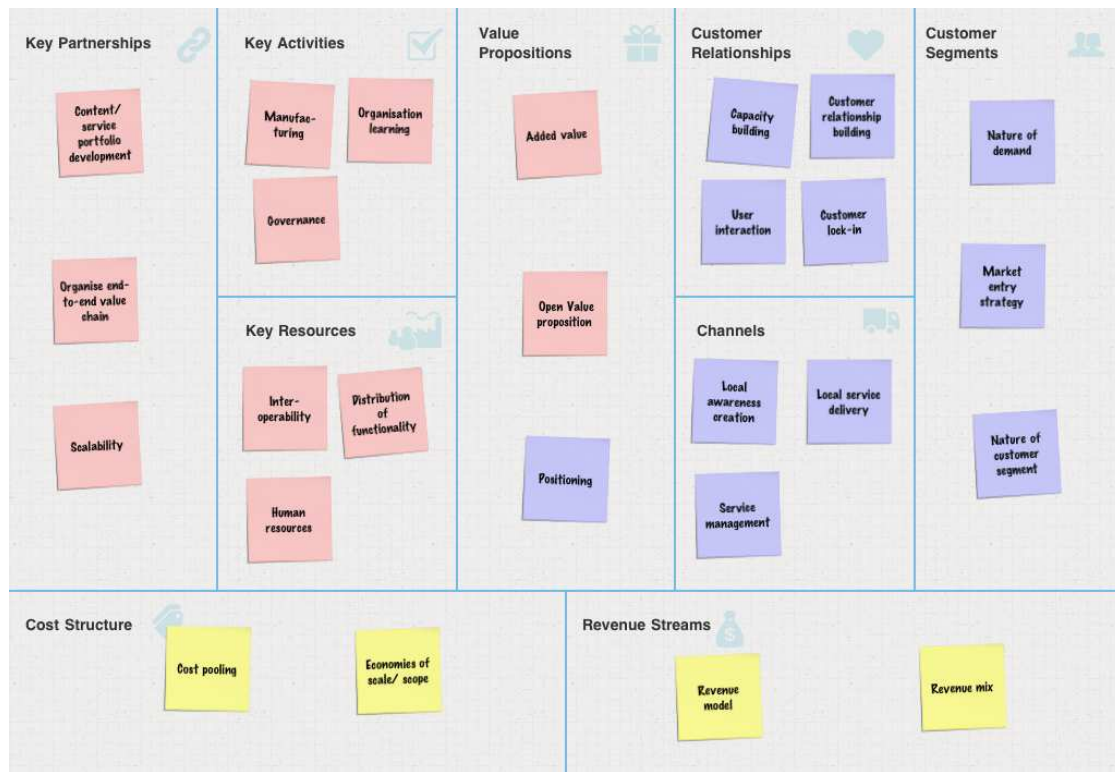 Key Partnerships
Content/
service
portfolio
development
Organise end-
to-end value
chain
Scalability
Key Activities
Manufac-
turing
Organisation
learning
Governance
Key Resources
Inter-
operability
Distribution
of
functionality
Human
resources
Value
Propositions
Added value
Open Value
proposition
Positioning
Customer
Relationships
Capacity
building
Customer
relationship
building
User
interaction
Customer
lock-in
Channels
Local
awareness
creation
Local service
delivery
Service
management
Customer
Segments
Nature of
demand
Market
entry
strategy
Nature of
customer
segment
Cost Structure
Cost pooling
Economies of
scale/ scope
Revenue Streams
$
Revenue
model
Revenue mix